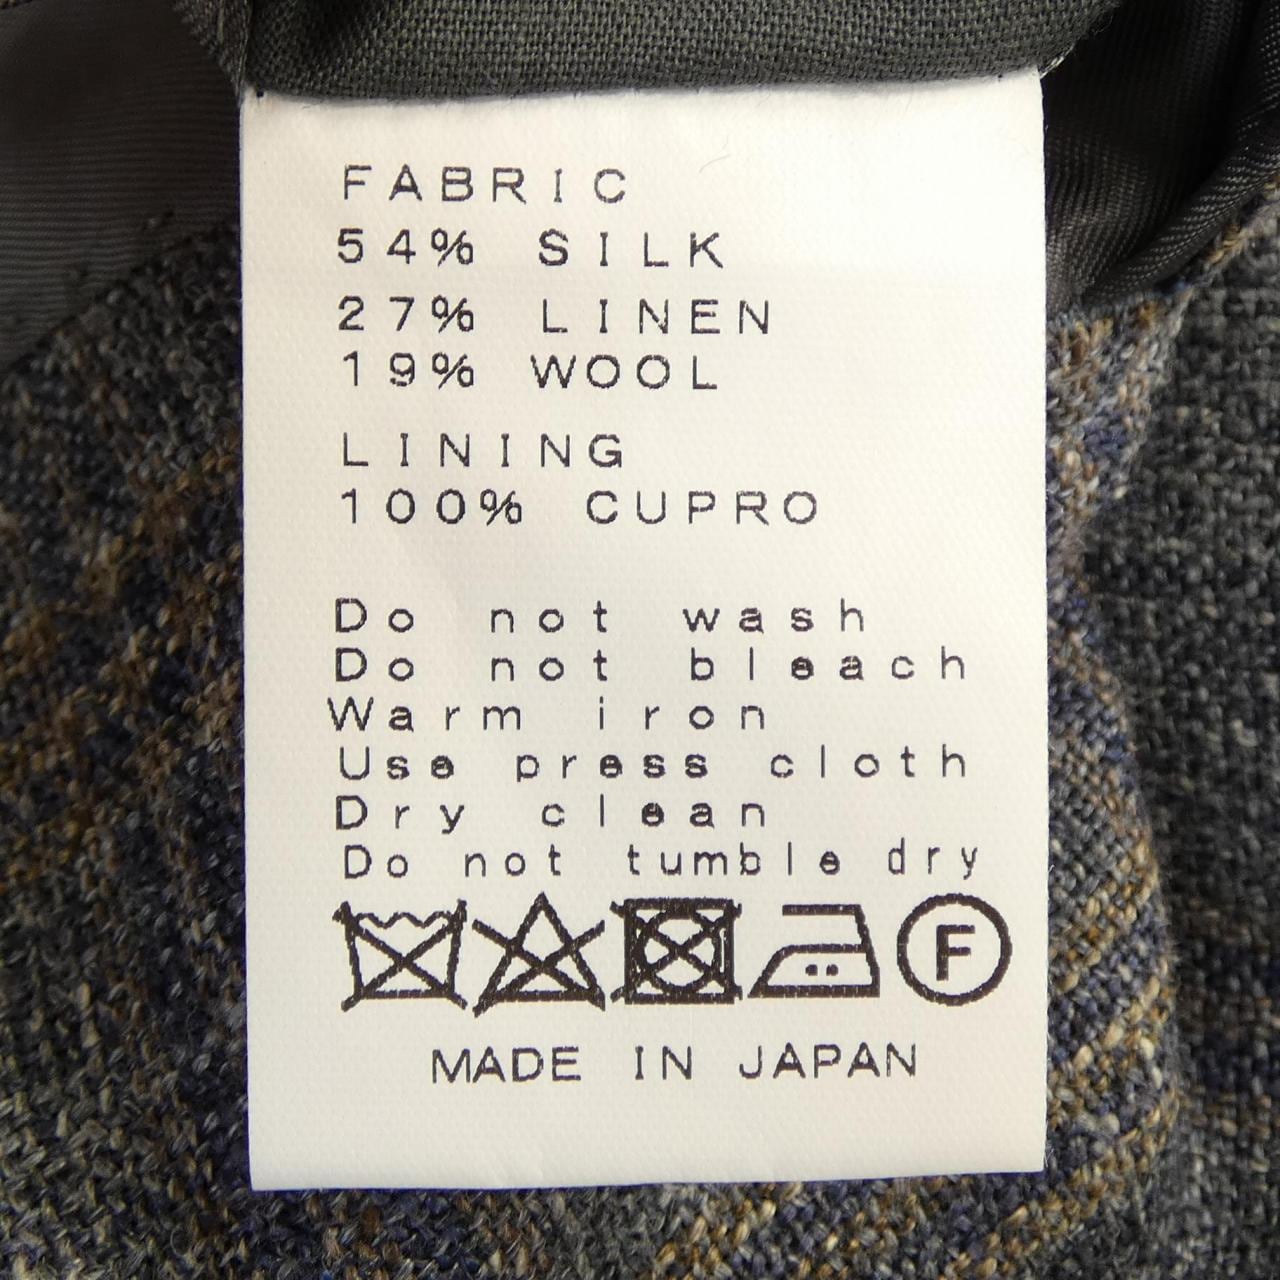 FABRIC
54% SILK
27% LINEN
19% WOOL
LINING
100% CUPRO
Do not wash
Do not bleach
Warm iron
Use press cloth
Dry clean
Do not tumble dry
F
MADE IN JAPAN